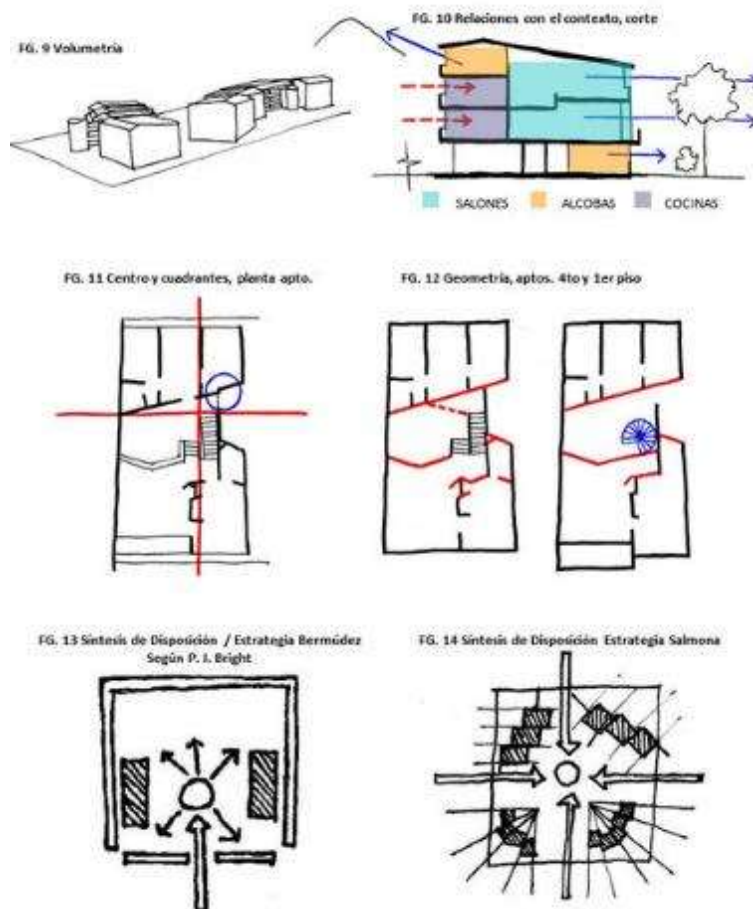 FG. 9 Volumetría
FG. 10 Relaciones con el contexto, corte
SALONES
ALCOBAS
COCINAS
FG. 11 Centro y cuadrantes, planta apto.
FG. 12 Geometría, aptos. 4to y 1er piso
FG. 13 Síntesis de Disposición / Estrategia Bermúdez
Según P. J. Bright
FG. 14 Síntesis de Disposición Estrategia Salmona